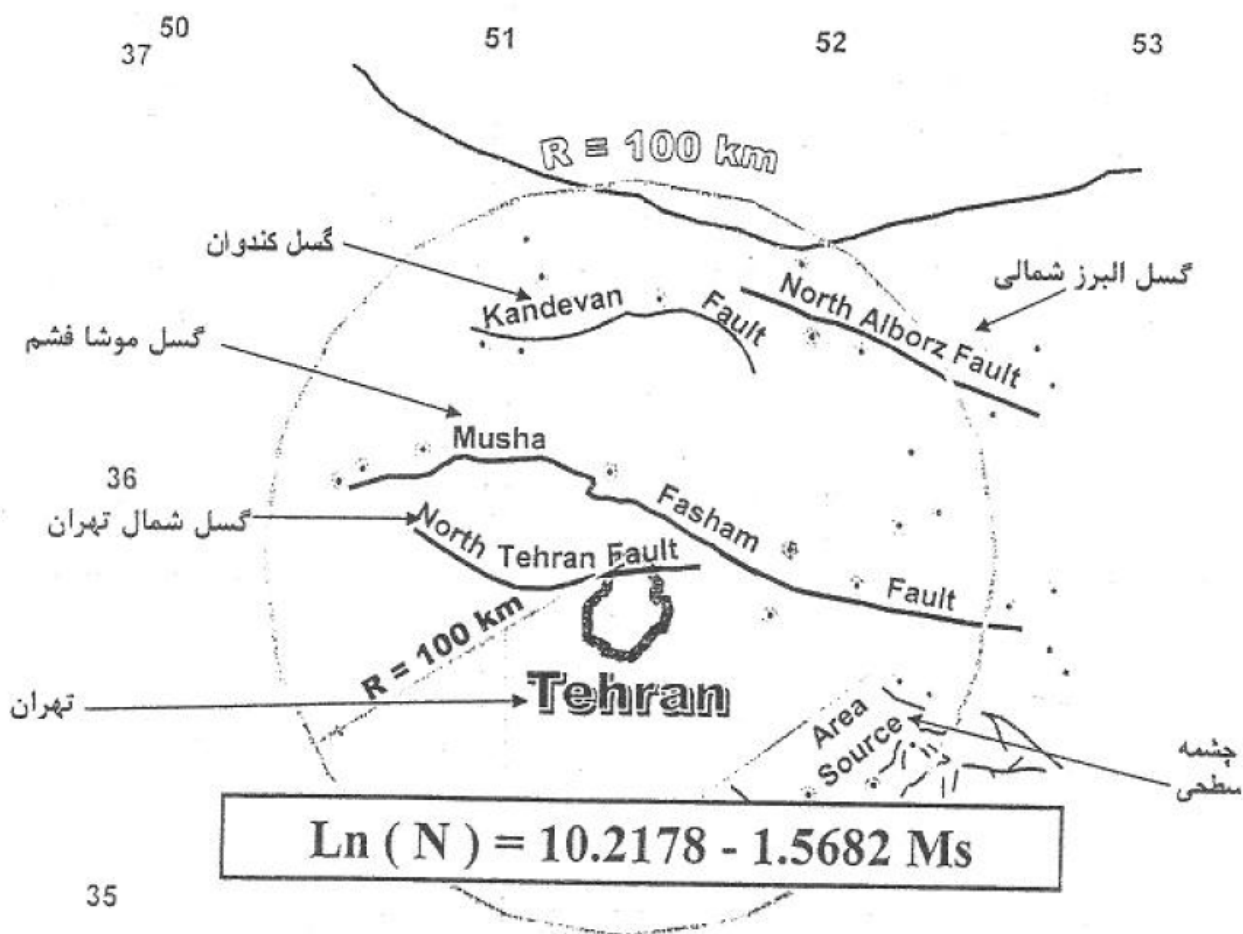 50
51
52
53
37
R = 100 km
گسل کندوان
گسل البرز شمالی
Kandevan Fault
North Alborz Fault
گسل موشا فشم
Musha Fasham Fault
36
گسل شمال تهران
North Tehran Fault
R = 100 km
تهران
Tehran
Area
Source
چشمه
سطحی
Ln ( N ) = 10.2178 - 1.5682 Ms
35